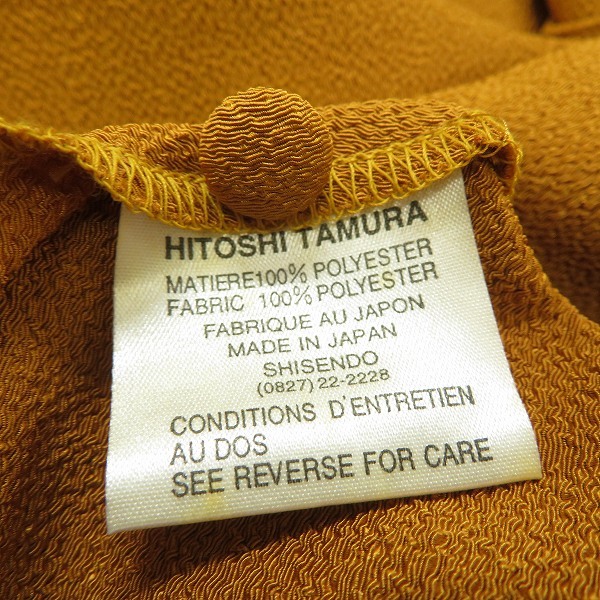 HITOSHI TAMURA
MATIERE100% POLYESTER
FABRIC 100% POLYESTER
FABRIQUE AU JAPON
MADE IN JAPAN
SHISENDO
(0827) 22-2228
CONDITIONS D'ENTRETIEN
AU DOS
SEE REVERSE FOR CARE